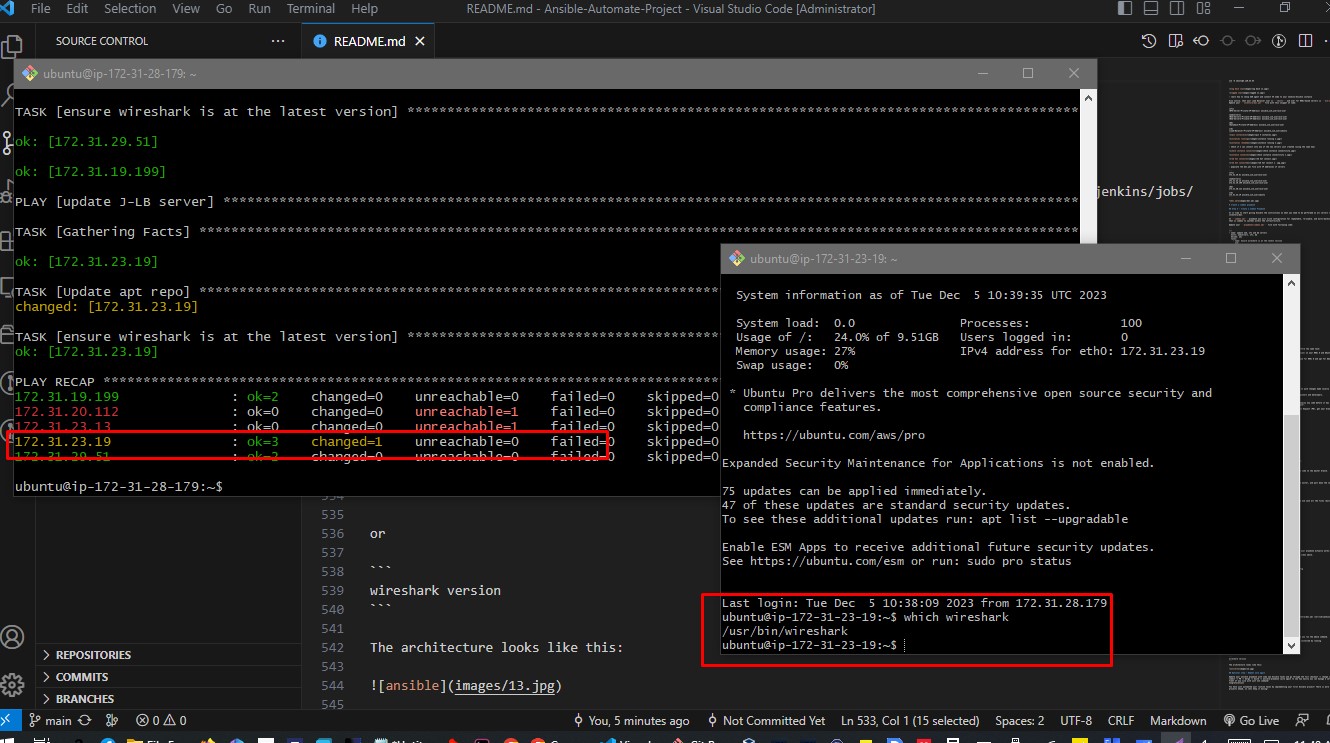 File Edit Selection View Go Run Terminal Help README.md - Ansible-Automate-Project - Visual Studio Code [Administrator]
SOURCE CONTROL
README.md
ubuntu@ip-172-31-28-179: ~
TASK [ensure wireshark is at the latest version] ************************************************************************************
ok: [172.31.29.51]
ok: [172.31.19.199]
PLAY [update J-LB server] ***********************************************************************************************************
TASK [Gathering Facts] **************************************************************************************************************
ok: [172.31.23.19]
TASK [Update apt repo] ******************************************************************
changed: [172.31.23.19]
TASK [ensure wireshark is at the latest version] ****************************************
ok: [172.31.23.19]
PLAY RECAP ******************************************************************************
172.31.19.199 : ok=2 changed=0 unreachable=0 failed=0 skipped=0
172.31.20.112 : ok=0 changed=0 unreachable=1 failed=0 skipped=0
172.31.23.13 : ok=0 changed=0 unreachable=1 failed=0 skipped=0
172.31.23.19 : ok=3 changed=1 unreachable=0 failed=0 skipped=0
172.31.29.51 : ok=2 changed=0 unreachable=0 failed=0 skipped=0
ubuntu@ip-172-31-28-179:~$
jenkins/jobs/
ubuntu@ip-172-31-23-19: ~
System information as of Tue Dec 5 10:39:35 UTC 2023
System load: 0.0 Processes: 100
Usage of /: 24.0% of 9.51GB Users logged in: 0
Memory usage: 27% IPv4 address for eth0: 172.31.23.19
Swap usage: 0%
* Ubuntu Pro delivers the most comprehensive open source security and
compliance features.
https://ubuntu.com/aws/pro
Expanded Security Maintenance for Applications is not enabled.
75 updates can be applied immediately.
47 of these updates are standard security updates.
To see these additional updates run: apt list --upgradable
Enable ESM Apps to receive additional future security updates.
See https://ubuntu.com/esm or run: sudo pro status
Last login: Tue Dec 5 10:38:09 2023 from 172.31.28.179
ubuntu@ip-172-31-23-19:~$ which wireshark
/usr/bin/wireshark
ubuntu@ip-172-31-23-19:~$
534
535
536 or
537
538 ```
539 wireshark version
540 ```
541
542 The architecture looks like this:
543
544 ![ansible](images/13.jpg)
545
REPOSITORIES
COMMITS
BRANCHES
main 0 0 You, 5 minutes ago Not Committed Yet Ln 533, Col 1 (15 selected) Spaces: 2 UTF-8 CRLF Markdown Go Live